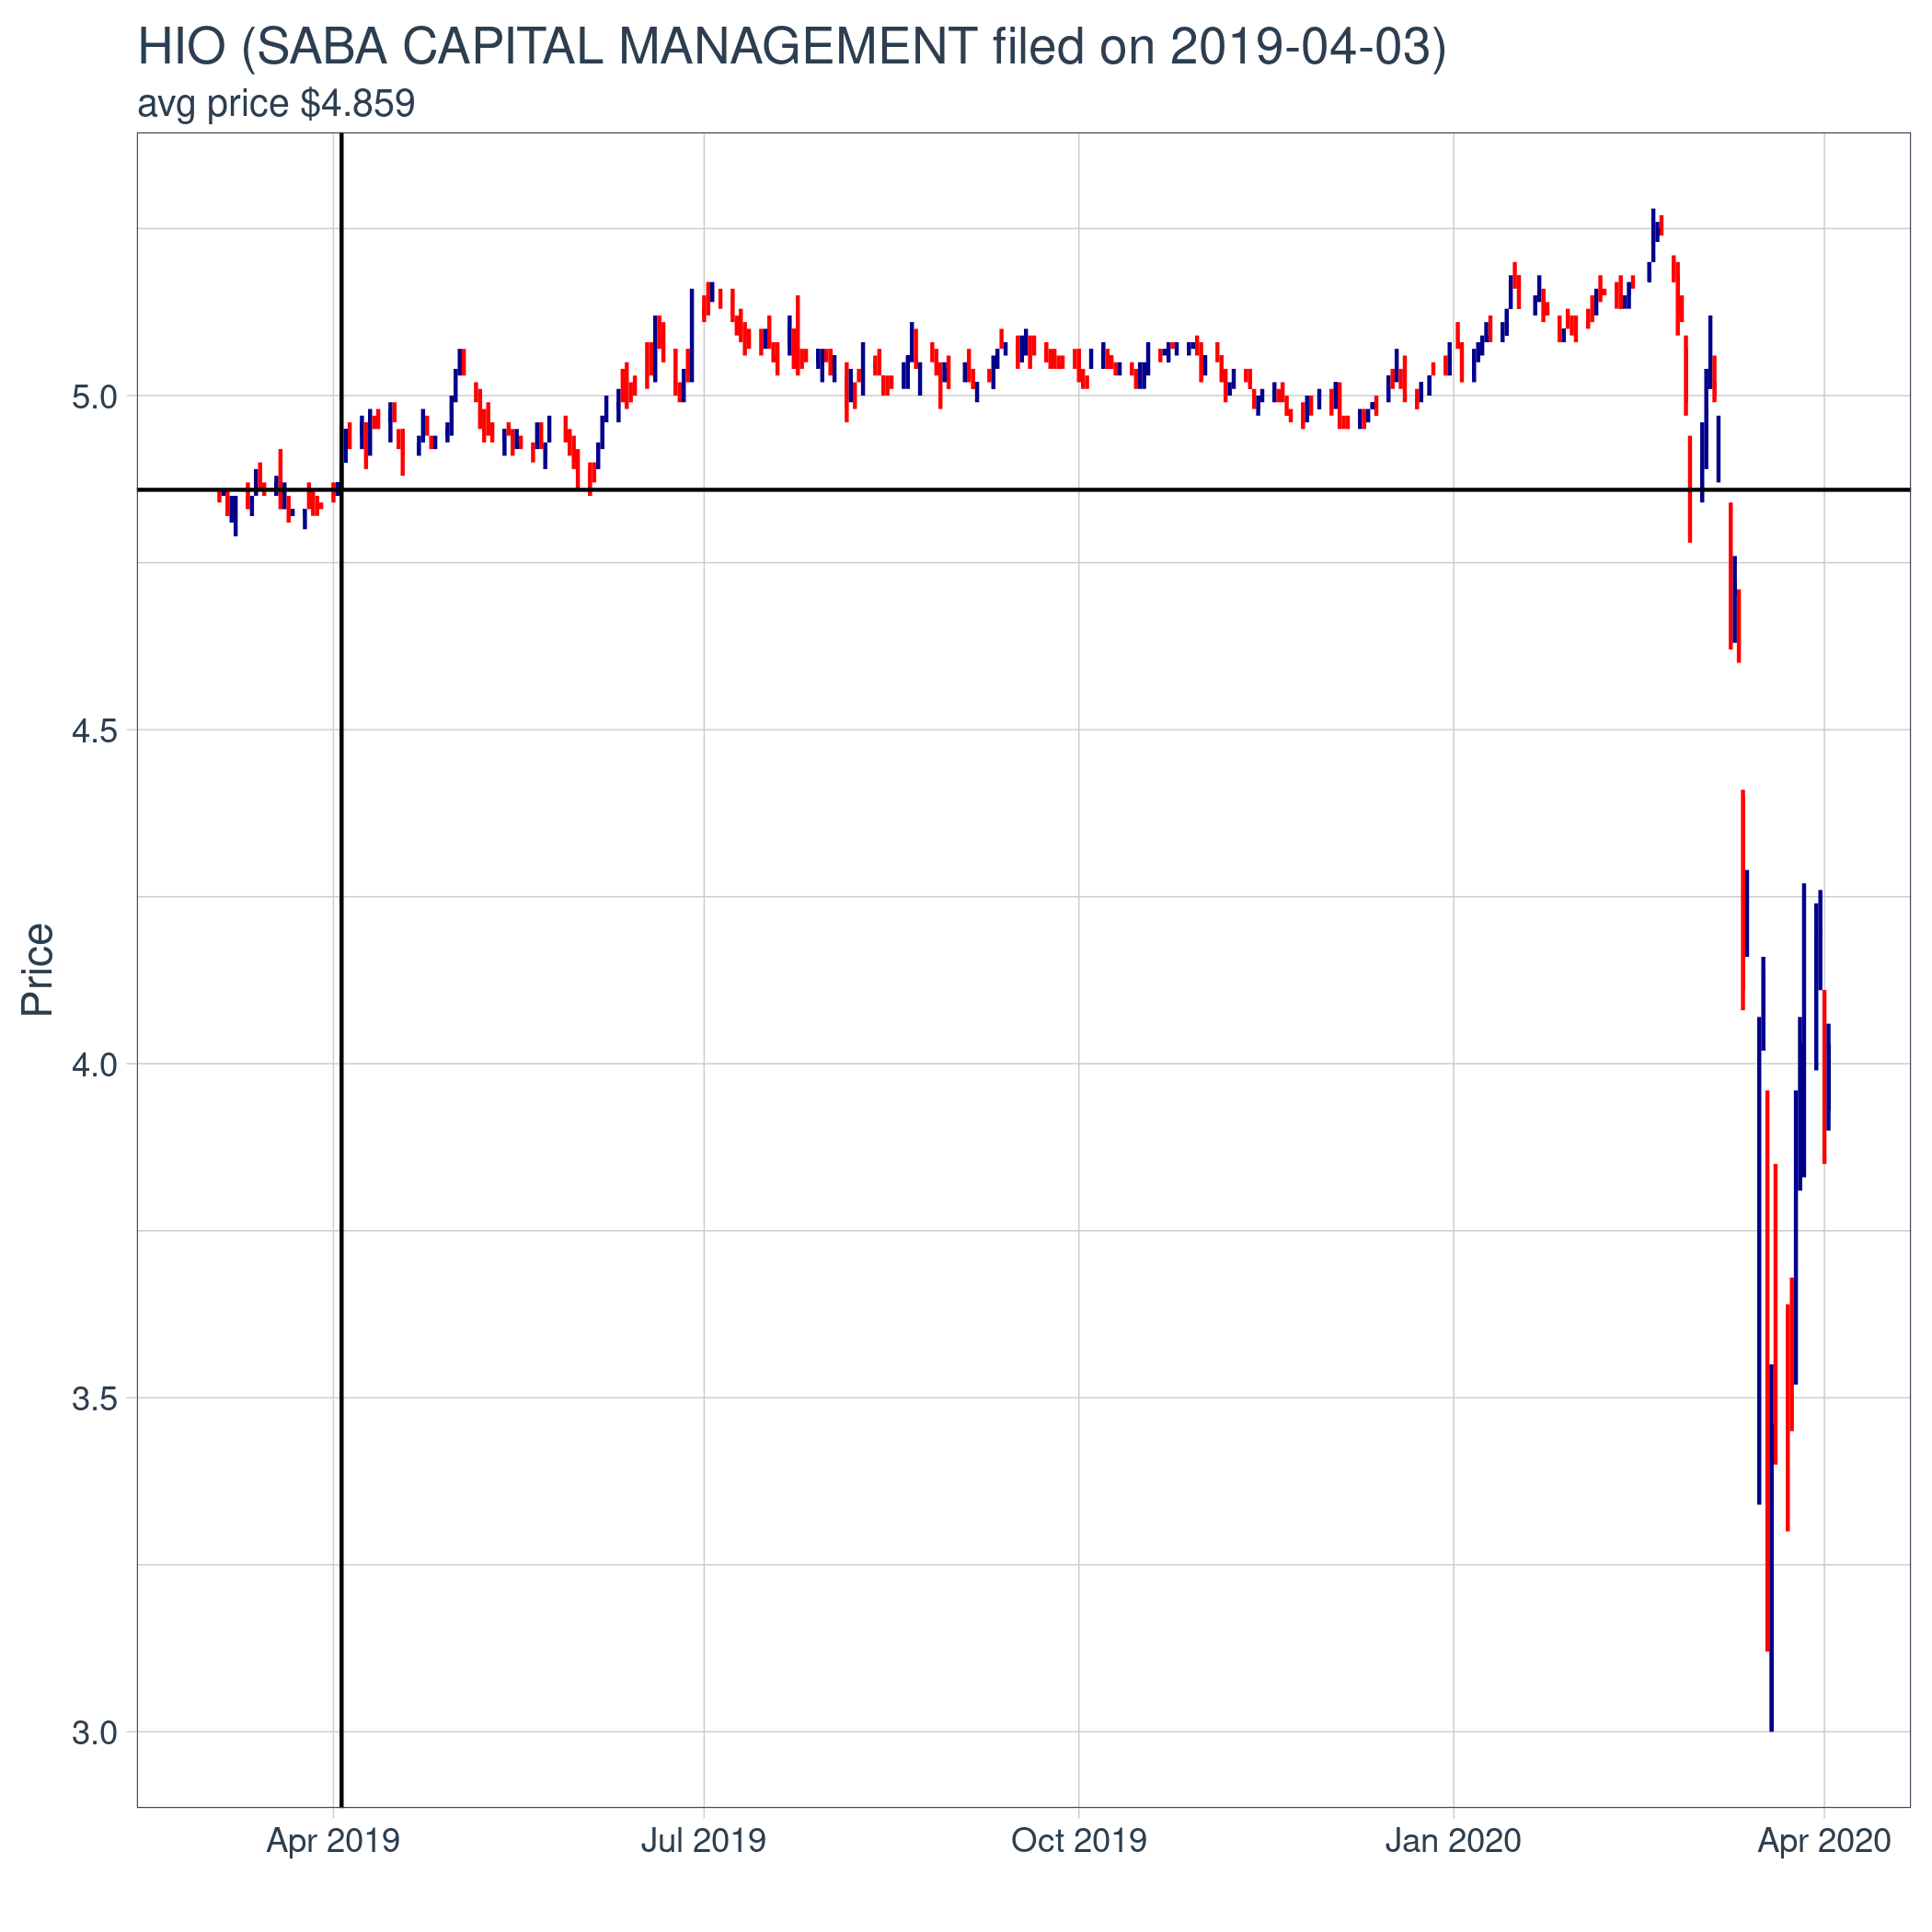 HIO (SABA CAPITAL MANAGEMENT filed on 2019-04-03)
avg price $4.859
Price
5.0
4.5
4.0
3.5
3.0
Apr 2019
Jul 2019
Oct 2019
Jan 2020
Apr 2020